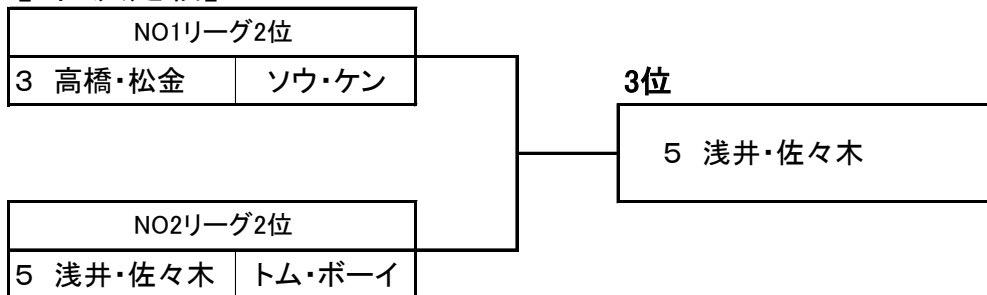 NO1リーグ2位
3 高橋・松金 ソウ・ケン
3位
5 浅井・佐々木
NO2リーグ2位
5 浅井・佐々木 トム・ボーイ